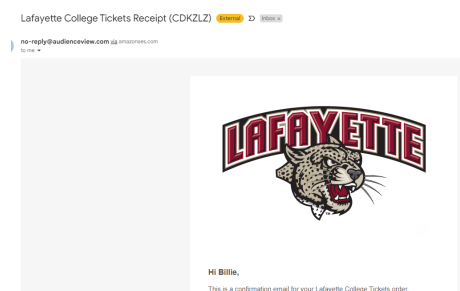 Lafayette College Tickets Receipt (CDKZLZ) External Inbox ×
no-reply@audienceview.com via amazonses.com
to me
LAFAYETTE
Hi Billie,
This is a confirmation email for your Lafayette College Tickets order